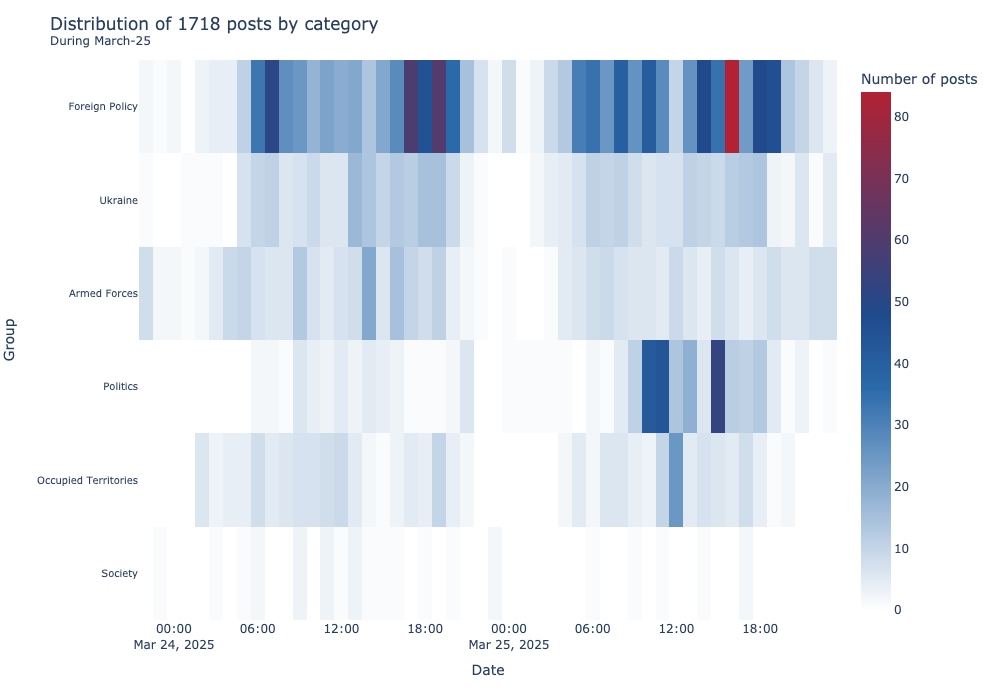 Distribution of 1718 posts by category
During March-25
Number of posts
Foreign Policy
Ukraine
Armed Forces
Politics
Occupied Territories
Society
Group
80
70
60
50
40
30
20
10
0
00:00 06:00 12:00 18:00 00:00 06:00 12:00 18:00
Mar 24, 2025 Mar 25, 2025
Date